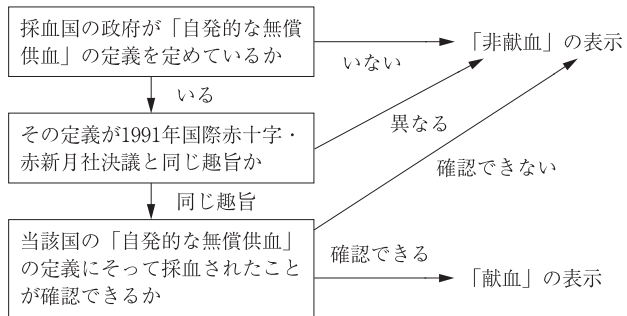 採血国の政府が「自発的な無償
供血」の定義を定めているか
いない
「非献血」の表示
いる
その定義が1991年国際赤十字・
赤新月社決議と同じ趣旨か
異なる
確認できない
同じ趣旨
当該国の「自発的な無償供血」
の定義にそって採血されたこと
が確認できるか
確認できる
「献血」の表示